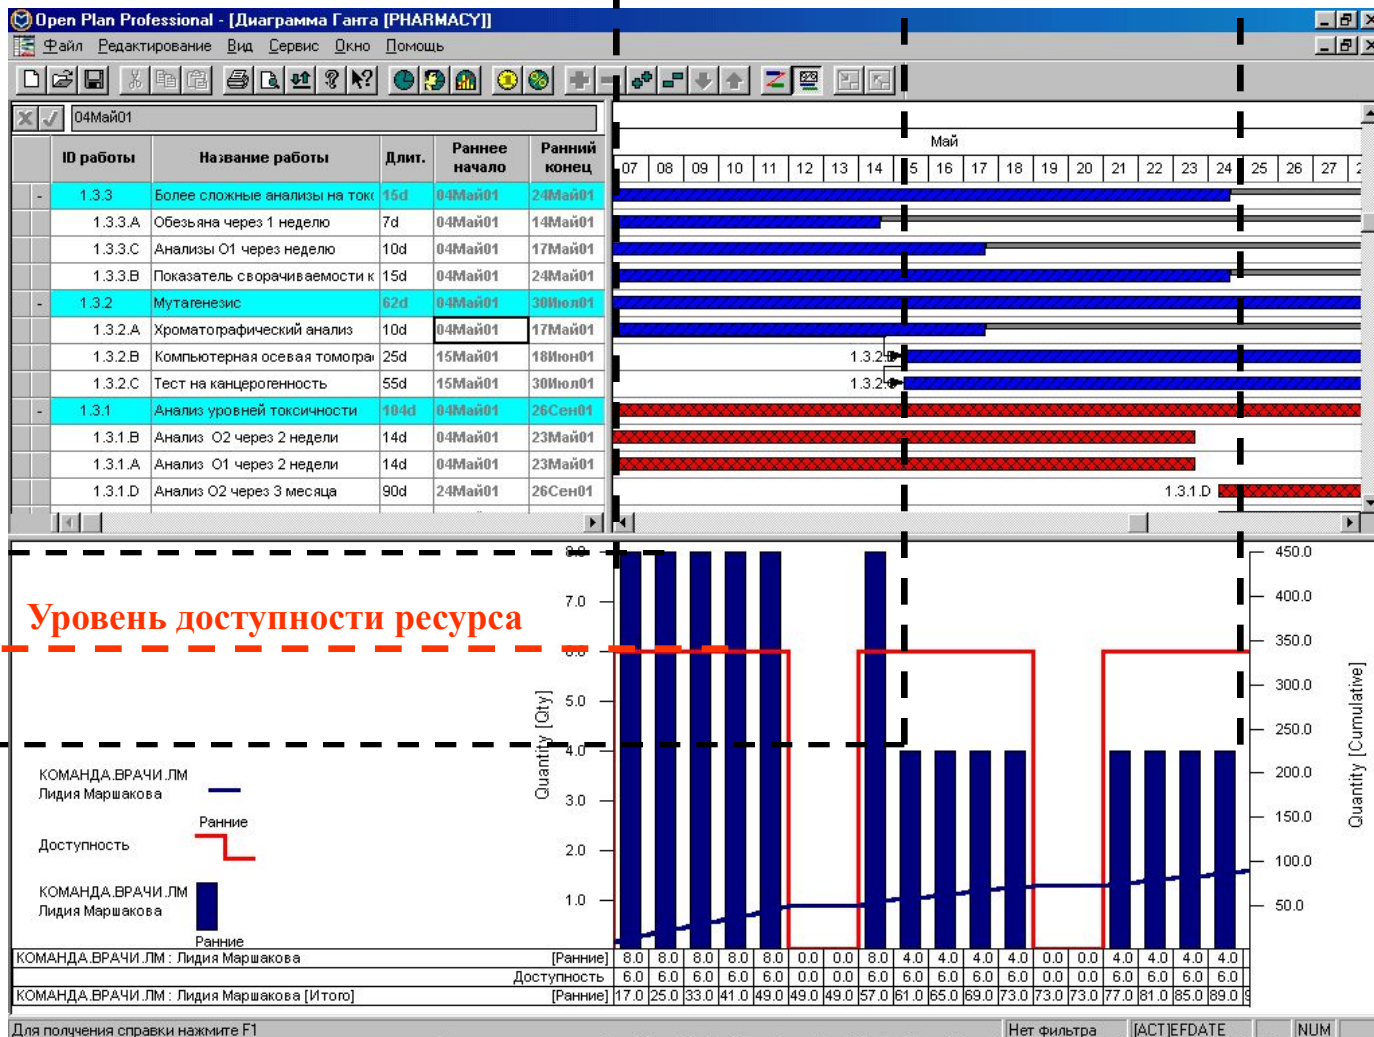 Open Plan Professional - [Диаграмма Ганта [PHARMACY]]
Файл Редактирование Вид Сервис Окно Помощь
04Май01
ID работы Название работы Длит. Раннее начало Ранний конец
Май
07 08 09 10 11 12 13 14 5 16 17 18 19 20 21 22 23 24 25 26 27 2
1.3.3 Более сложные анализы на ток 15d 04Май01 24Май01
1.3.3.A Обезьяна через 1 неделю 7d 04Май01 14Май01
1.3.3.C Анализы O1 через неделю 10d 04Май01 17Май01
1.3.3.B Показатель сворачиваемости к 15d 04Май01 24Май01
1.3.2 Мутагенезис 62d 04Май01 30Июл01
1.3.2.A Хроматографический анализ 10d 04Май01 17Май01
1.3.2.B Компьютерная осевая томогра 25d 15Май01 18Июн01 1.3.2.
1.3.2.C Тест на канцерогенность 55d 15Май01 30Июл01 1.3.2.
1.3.1 Анализ уровней токсичности 104d 04Май01 26Сен01
1.3.1.B Анализ O2 через 2 недели 14d 04Май01 23Май01
1.3.1.A Анализ O1 через 2 недели 14d 04Май01 23Май01
1.3.1.D Анализ O2 через 3 месяца 90d 24Май01 26Сен01 1.3.1.D
Уровень доступности ресурса
Quantity [Qty]
8.0
7.0
6.0
5.0
4.0
3.0
2.0
1.0
450.0
400.0
350.0
300.0
250.0
200.0
150.0
100.0
50.0
Quantity [Cumulative]
КОМАНДА.ВРАЧИ.ЛМ
Лидия Маршакова
Ранние
Доступность
КОМАНДА.ВРАЧИ.ЛМ
Лидия Маршакова
Ранние
КОМАНДА.ВРАЧИ.ЛМ : Лидия Маршакова [Ранние] 8.0 8.0 8.0 8.0 8.0 0.0 0.0 8.0 4.0 4.0 4.0 4.0 0.0 0.0 4.0 4.0 4.0 4.0
Доступность 6.0 6.0 6.0 6.0 6.0 0.0 0.0 6.0 6.0 6.0 6.0 6.0 0.0 0.0 6.0 6.0 6.0 6.0
КОМАНДА.ВРАЧИ.ЛМ : Лидия Маршакова [Итого] [Ранние] 17.0 25.0 33.0 41.0 49.0 49.0 49.0 57.0 61.0 65.0 69.0 73.0 73.0 73.0 77.0 81.0 85.0 89.0
Для получения справки нажмите F1 Нет фильтра [ACT]EFDATE NUM